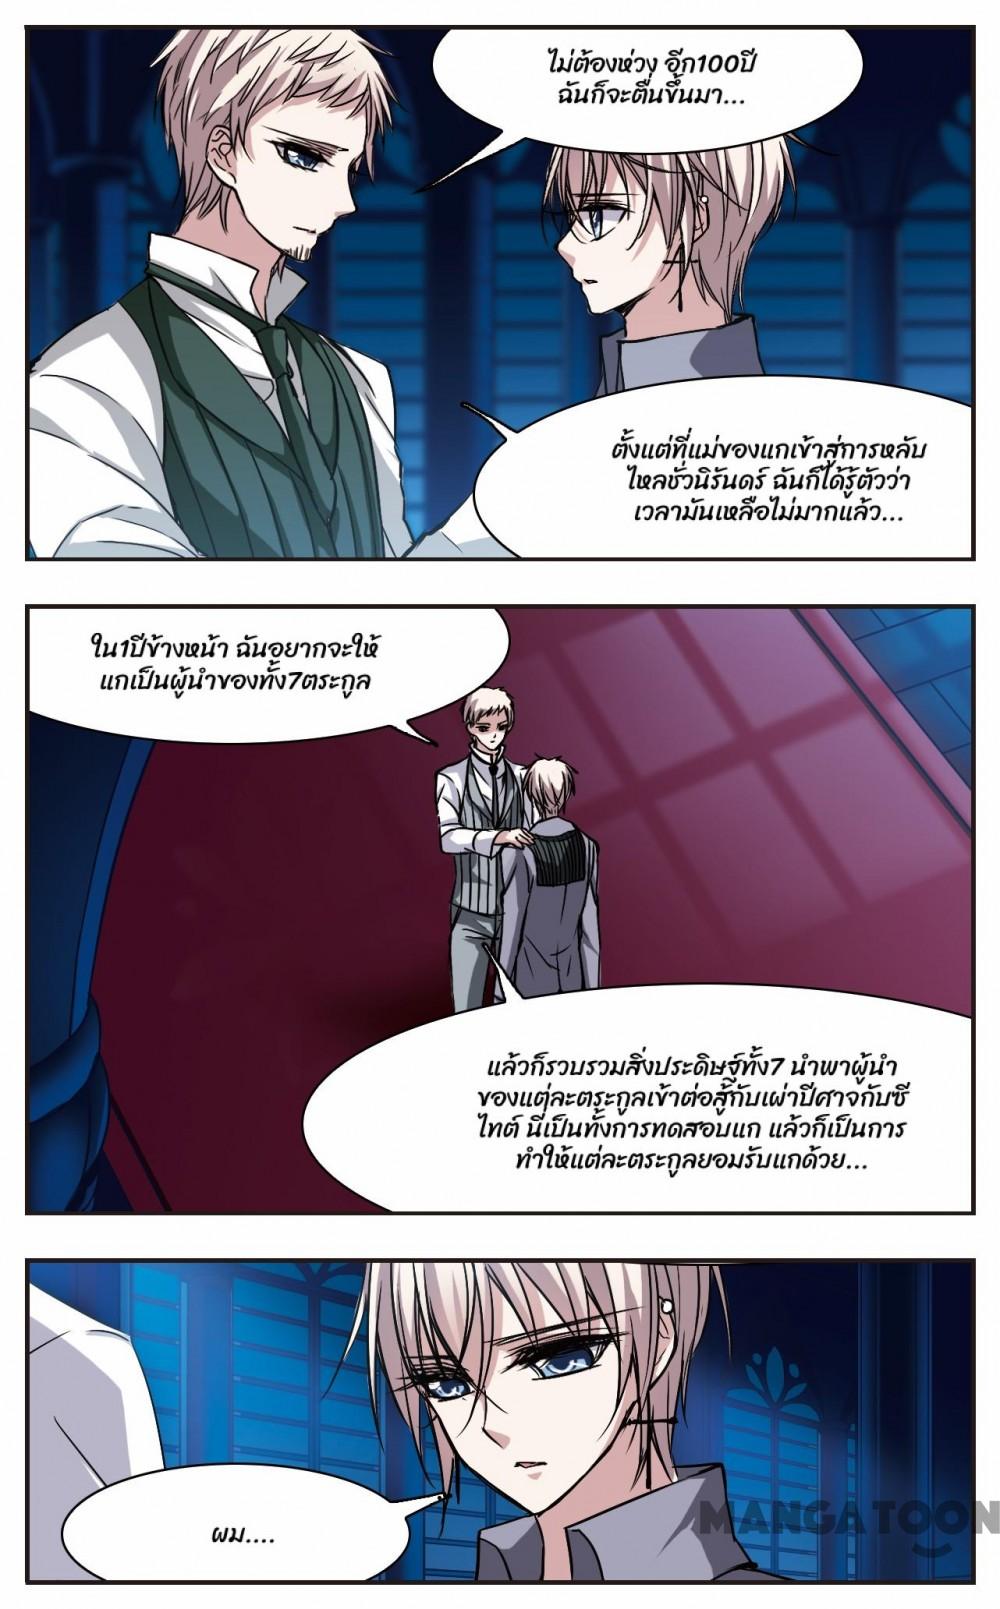 ไม่ต้องห่วง อีก100ปี
ฉันก็จะตื่นขึ้นมา...
ตั้งแต่ที่แม่ของแกเข้าสู่การหลับ
ไหลชั่วนิรันดร์ ฉันก็ได้รู้ตัวว่า
เวลามันเหลือไม่มากแล้ว...
ใน1ปีข้างหน้า ฉันอยากจะให้
แกเป็นผู้นำของทั้ง7ตระกูล
แล้วก็รวบรวมสิ่งประดิษฐ์ทั้ง7 นำพาผู้นำ
ของแต่ละตระกูลเข้าต่อสู้กับเผ่าปีศาจกับซี
ไทต์ นี่เป็นทั้งการทดสอบแก แล้วก็เป็นการ
ทำให้แต่ละตระกูลยอมรับแกด้วย...
ผม....
MANGATOON